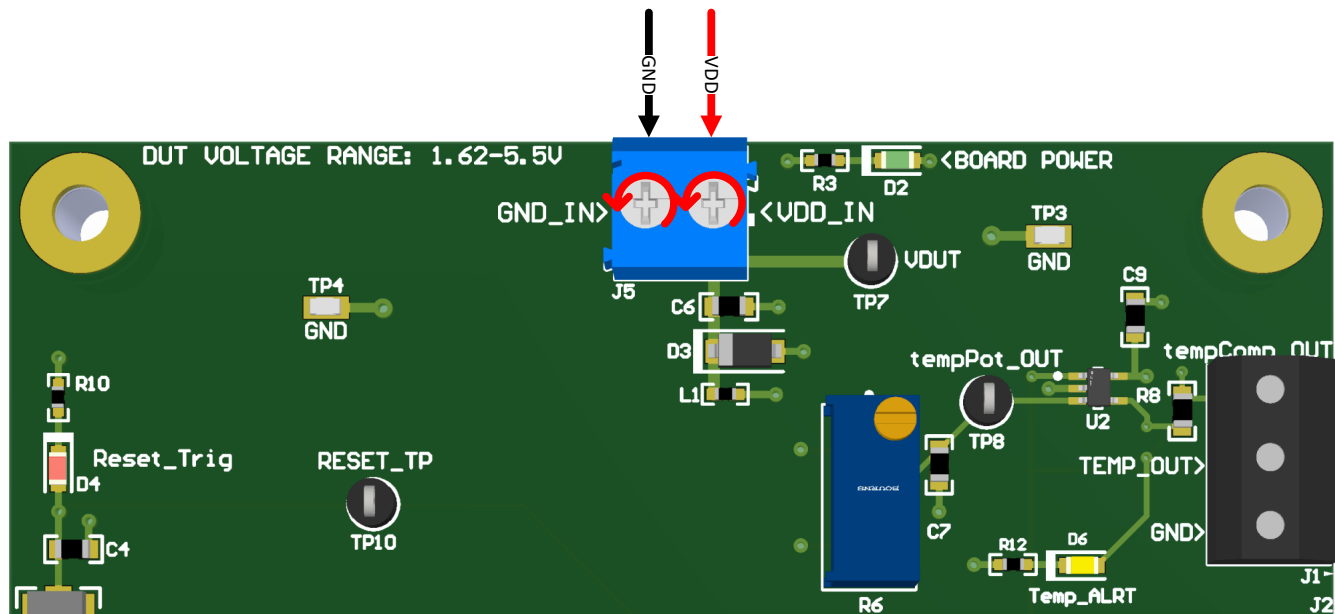 GND
VDD
DUT VOLTAGE RANGE: 1.62-5.5V
R3
D2
<BOARD POWER
GND_IN>
<VDD_IN
TP3
GND
VDUT
TP7
J5
TP4
GND
C6
C9
D3
tempPot_OUT
tempComp_OUT
R10
L1
R8
U2
TP8
Reset_Trig
D4
RESET_TP
TP10
BOURNS
TEMP_OUT>
C7
GND>
C4
R12
D6
Temp_ALRT
R6
J1
J2